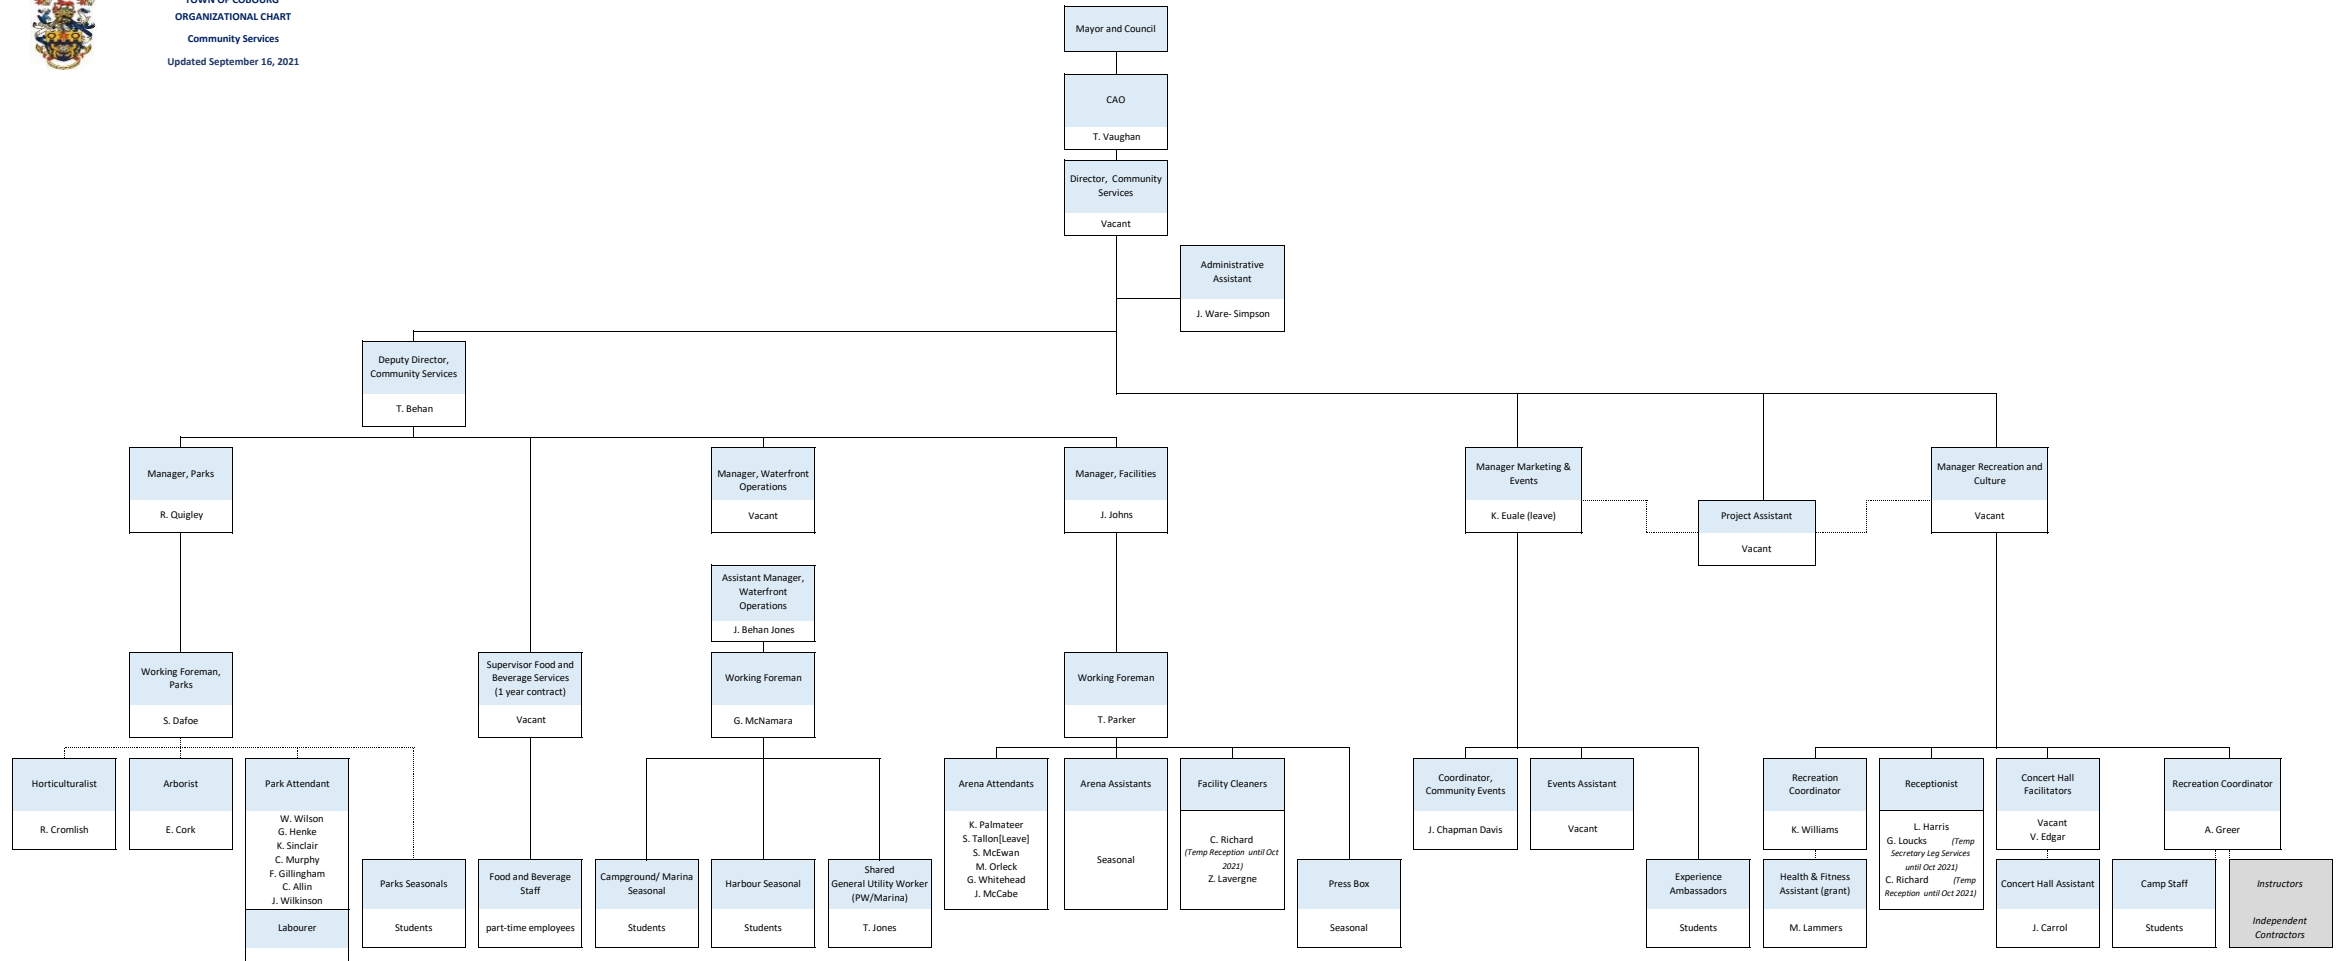 TOWN OF COBOURG
ORGANIZATIONAL CHART
Community Services
Updated September 16, 2021
Mayor and Council
CAO
T. Vaughan
Director, Community
Services
Vacant
Administrative
Assistant
J. Ware- Simpson
Deputy Director,
Community Services
T. Behan
Manager, Parks
R. Quigley
Manager, Waterfront
Operations
Vacant
Manager, Facilities
J. Johns
Manager Marketing &
Events
K. Euale (leave)
Project Assistant
Vacant
Manager Recreation and
Culture
Vacant
Assistant Manager,
Waterfront
Operations
J. Behan Jones
Working Foreman,
Parks
S. Dafoe
Supervisor Food and
Beverage Services
(1 year contract)
Vacant
Working Foreman
G. McNamara
Working Foreman
T. Parker
Horticulturalist
R. Cromlish
Arborist
E. Cork
Park Attendant
W. Wilson
G. Henke
K. Sinclair
C. Murphy
F. Gillingham
C. Allin
J. Wilkinson
Labourer
Parks Seasonals
Students
Food and Beverage
Staff
part-time employees
Campground/ Marina
Seasonal
Students
Harbour Seasonal
Students
Shared
General Utility Worker
(PW/Marina)
T. Jones
Arena Attendants
K. Palmateer
S. Tallon[Leave]
S. McEwan
M. Orleck
G. Whitehead
J. McCabe
Arena Assistants
Seasonal
Facility Cleaners
C. Richard
(Temp Reception until Oct
2021)
Z. Lavergne
Press Box
Seasonal
Coordinator,
Community Events
J. Chapman Davis
Events Assistant
Vacant
Experience
Ambassadors
Students
Recreation
Coordinator
K. Williams
Health & Fitness
Assistant (grant)
M. Lammers
Receptionist
L. Harris
G. Loucks (Temp
Secretary Leg Services
until Oct 2021)
C. Richard (Temp
Reception until Oct 2021)
Concert Hall
Facilitators
Vacant
V. Edgar
Concert Hall Assistant
J. Carrol
Recreation Coordinator
A. Greer
Camp Staff
Students
Instructors
Independent
Contractors